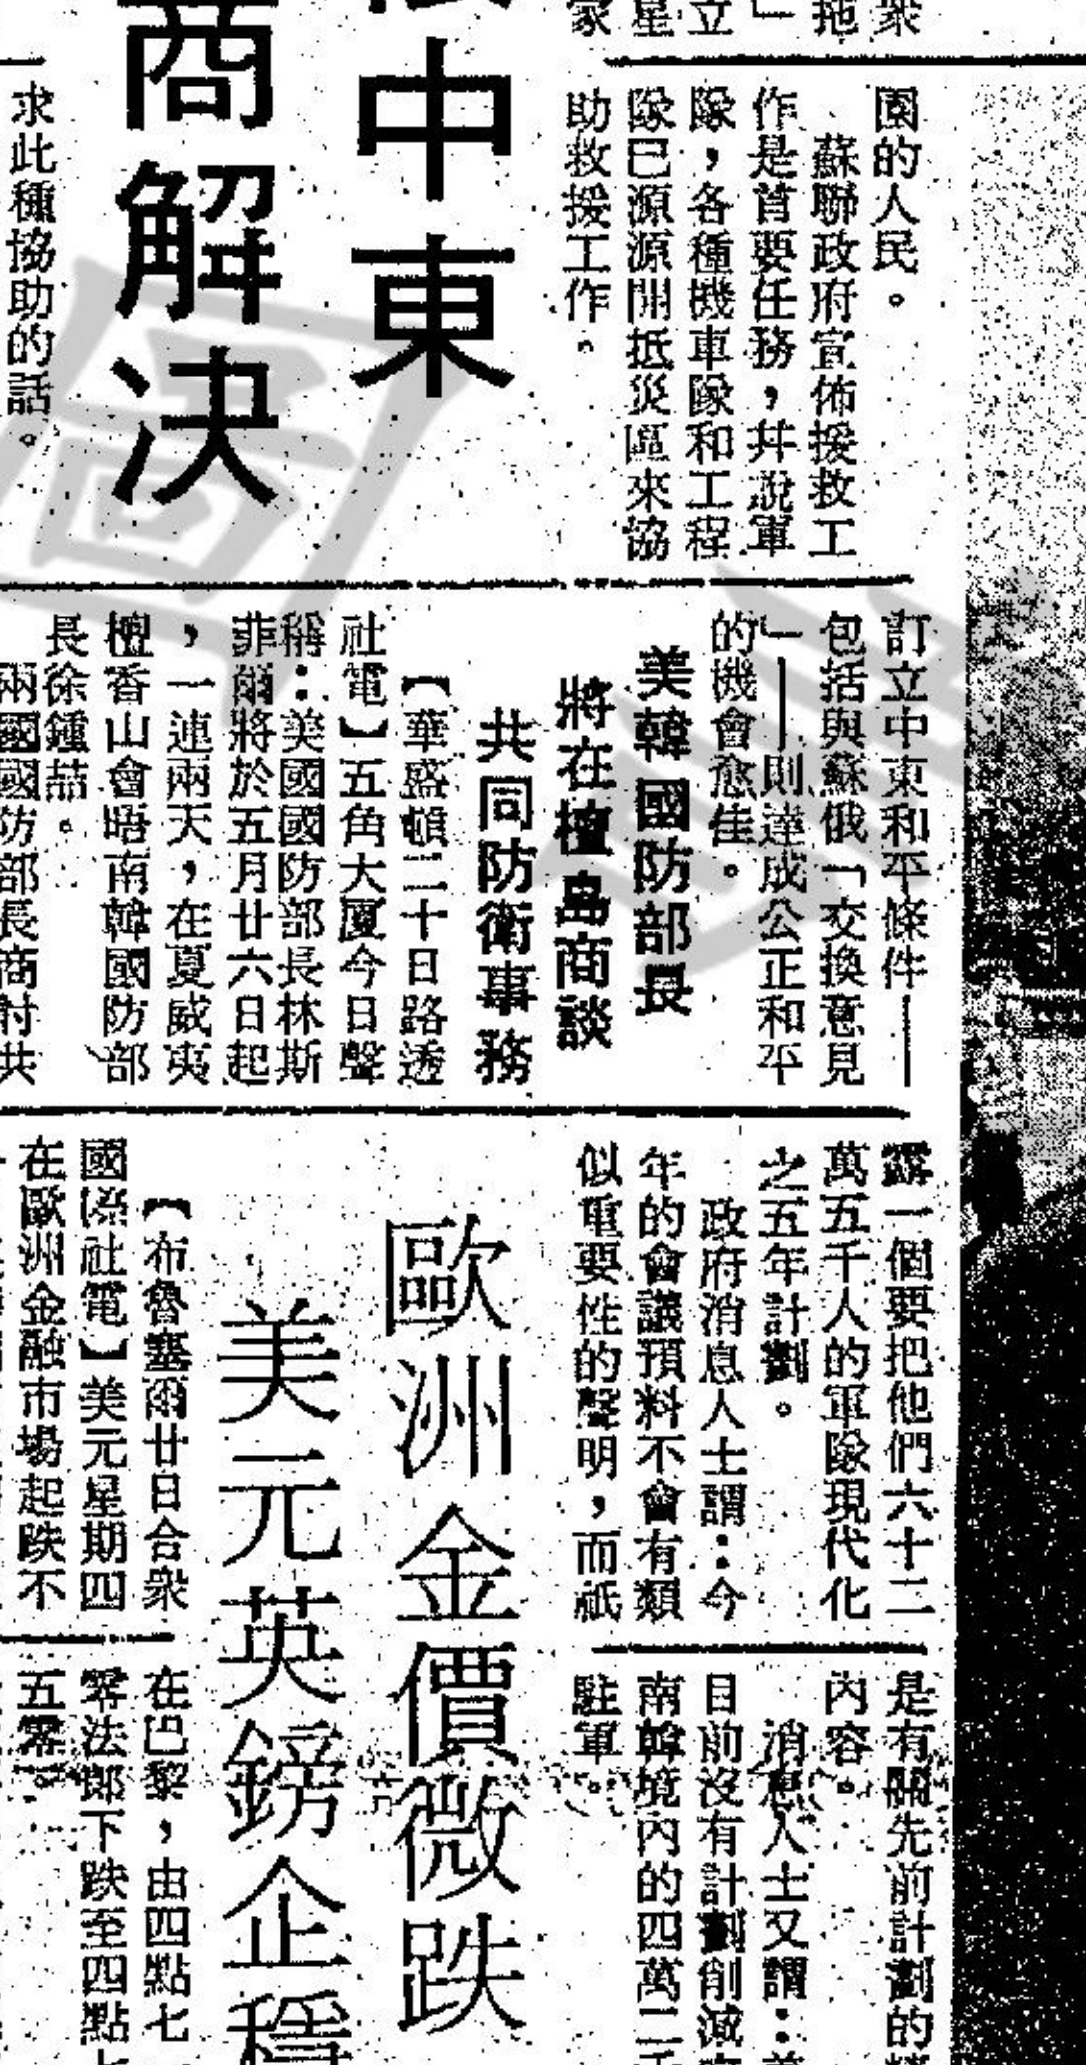 衆
拖
立
星
家
園的人民。
蘇聯政府宣佈援救工
作是首要任務，幷說軍
隊，各種機車隊和工程
隊已源源開抵災區來協
助救援工作。
中東
商解決
求此種協助的話。
訂立中東和平條件——
包括與蘇俄「交換意見
」——則達成公正和平
的機會愈佳。
美韓國防部長
將在檀島商談
共同防衛事務
【華盛頓二十日路透
社電】五角大厦今日聲
稱：美國國防部長林斯
菲爾將於五月廿六日起
，一連兩天，在夏威夷
檀香山會晤南韓國防部
長徐鍾喆。
兩國國防部長商討共
露一個要把他們六十二
萬五千人的軍隊現代化
之五年計劃。
政府消息人士謂：今
年的會議預料不會有類
似重要性的聲明，而祇
歐洲金價微跌
美元英鎊企穩
【布魯塞爾廿日合衆
國際社電】美元星期四
在歐洲金融市場起跌不
是有關先前計劃的
內容。
消息人士又謂：美
目前沒有計劃削減
南韓境內的四萬二千
駐軍。
在巴黎，由四點七
零法郎下跌至四點七
五零。
圖